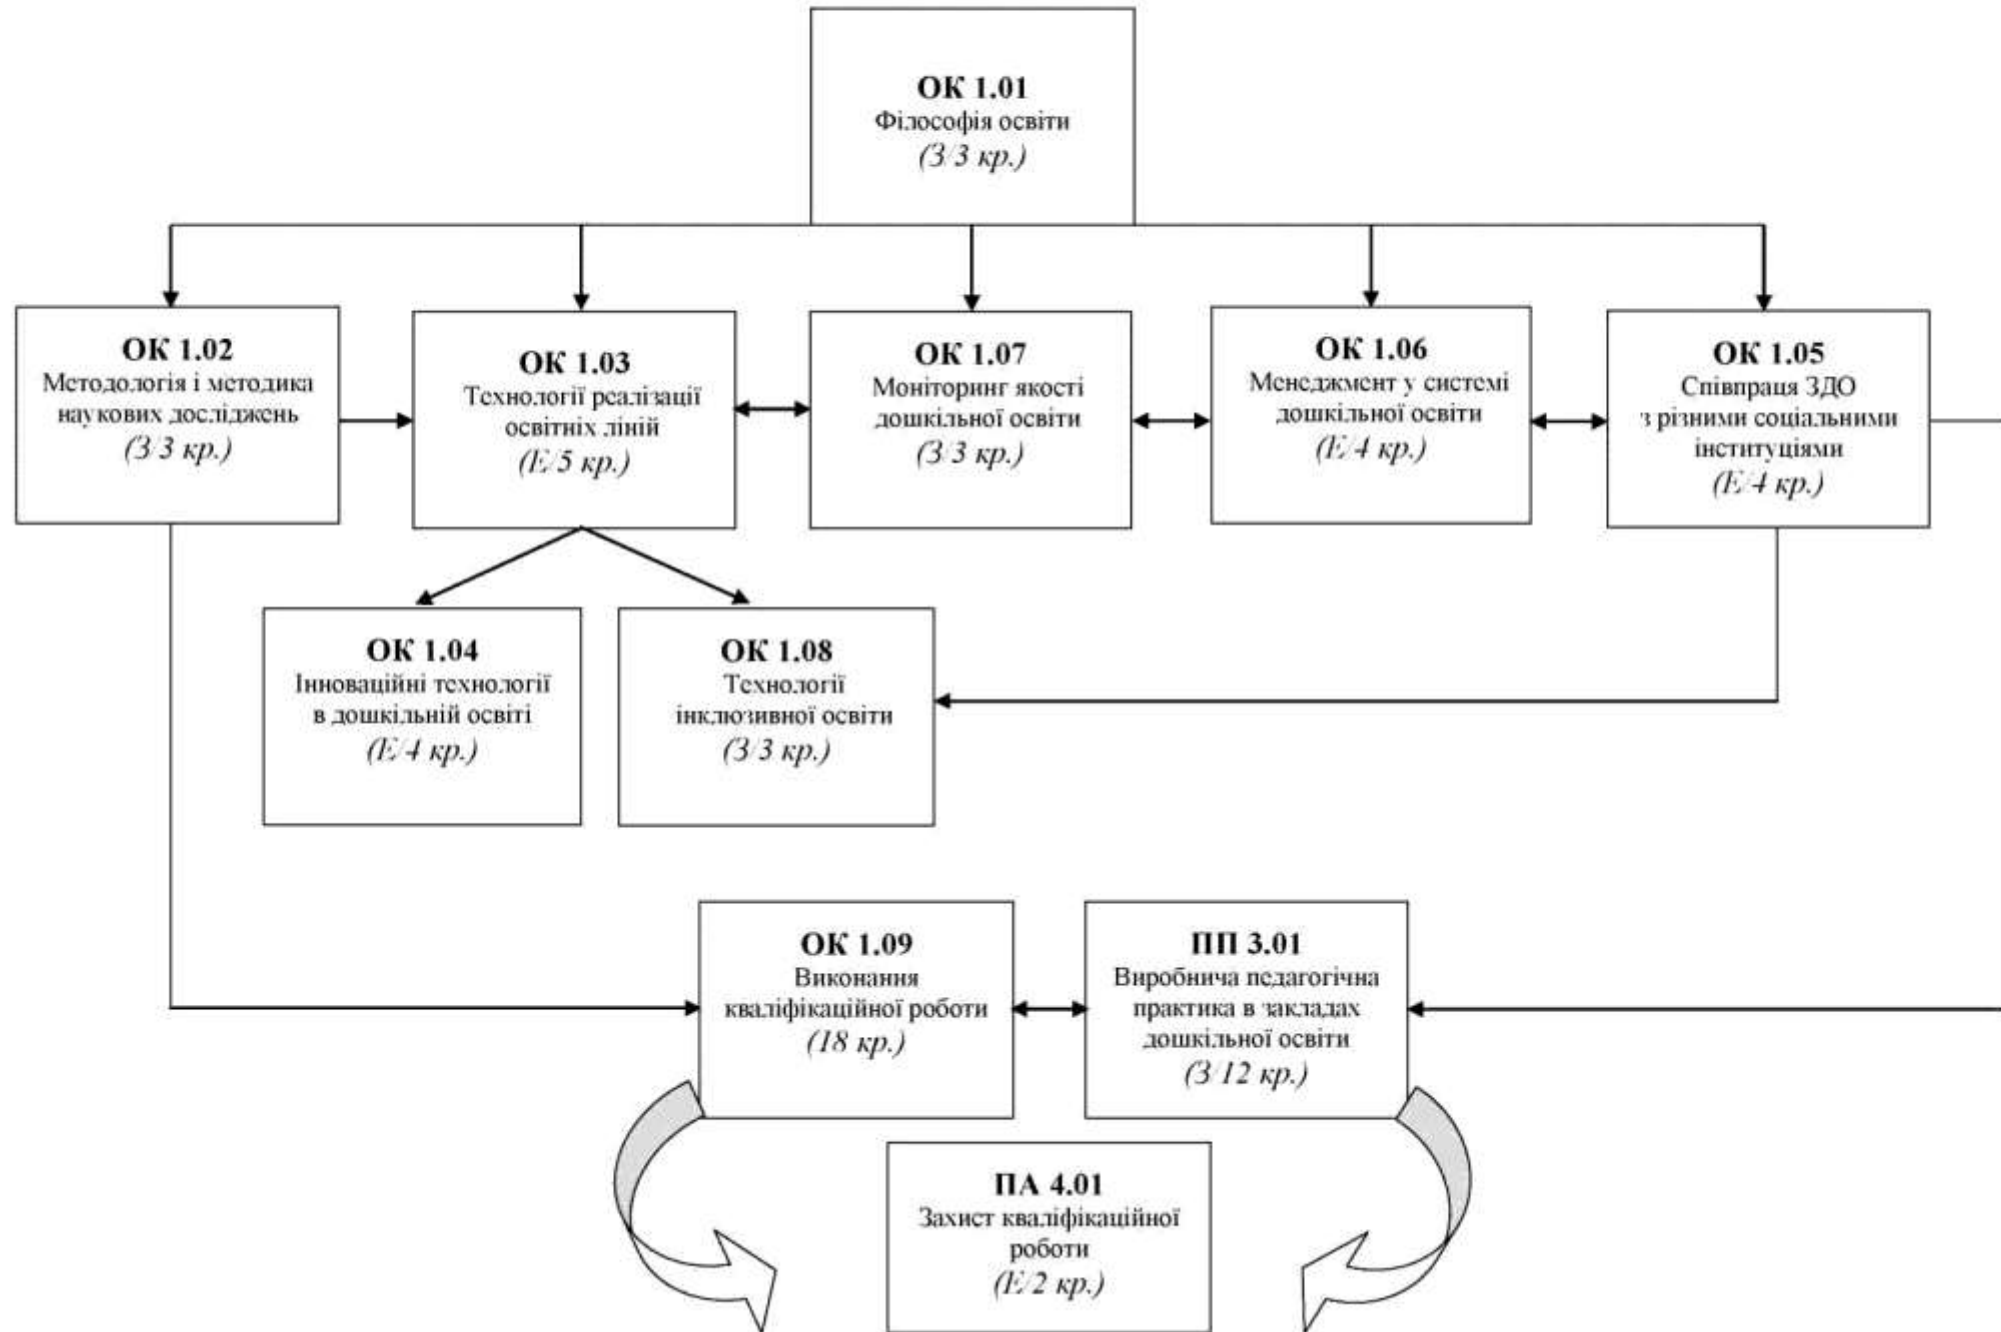 ОК 1.01
Філософія освіти
(З/3 кр.)
ОК 1.02
Методологія і методика
наукових досліджень
(З/3 кр.)
ОК 1.03
Технології реалізації
освітніх ліній
(Е/5 кр.)
ОК 1.07
Моніторинг якості
дошкільної освіти
(З/3 кр.)
ОК 1.06
Менеджмент у системі
дошкільної освіти
(Е/4 кр.)
ОК 1.05
Співпраця ЗДО
з різними соціальними
інституціями
(Е/4 кр.)
ОК 1.04
Інноваційні технології
в дошкільній освіті
(Е/4 кр.)
ОК 1.08
Технології
інклюзивної освіти
(З/3 кр.)
ОК 1.09
Виконання
кваліфікаційної роботи
(18 кр.)
ПП 3.01
Виробнича педагогічна
практика в закладах
дошкільної освіти
(З/12 кр.)
ПА 4.01
Захист кваліфікаційної
роботи
(Е/2 кр.)